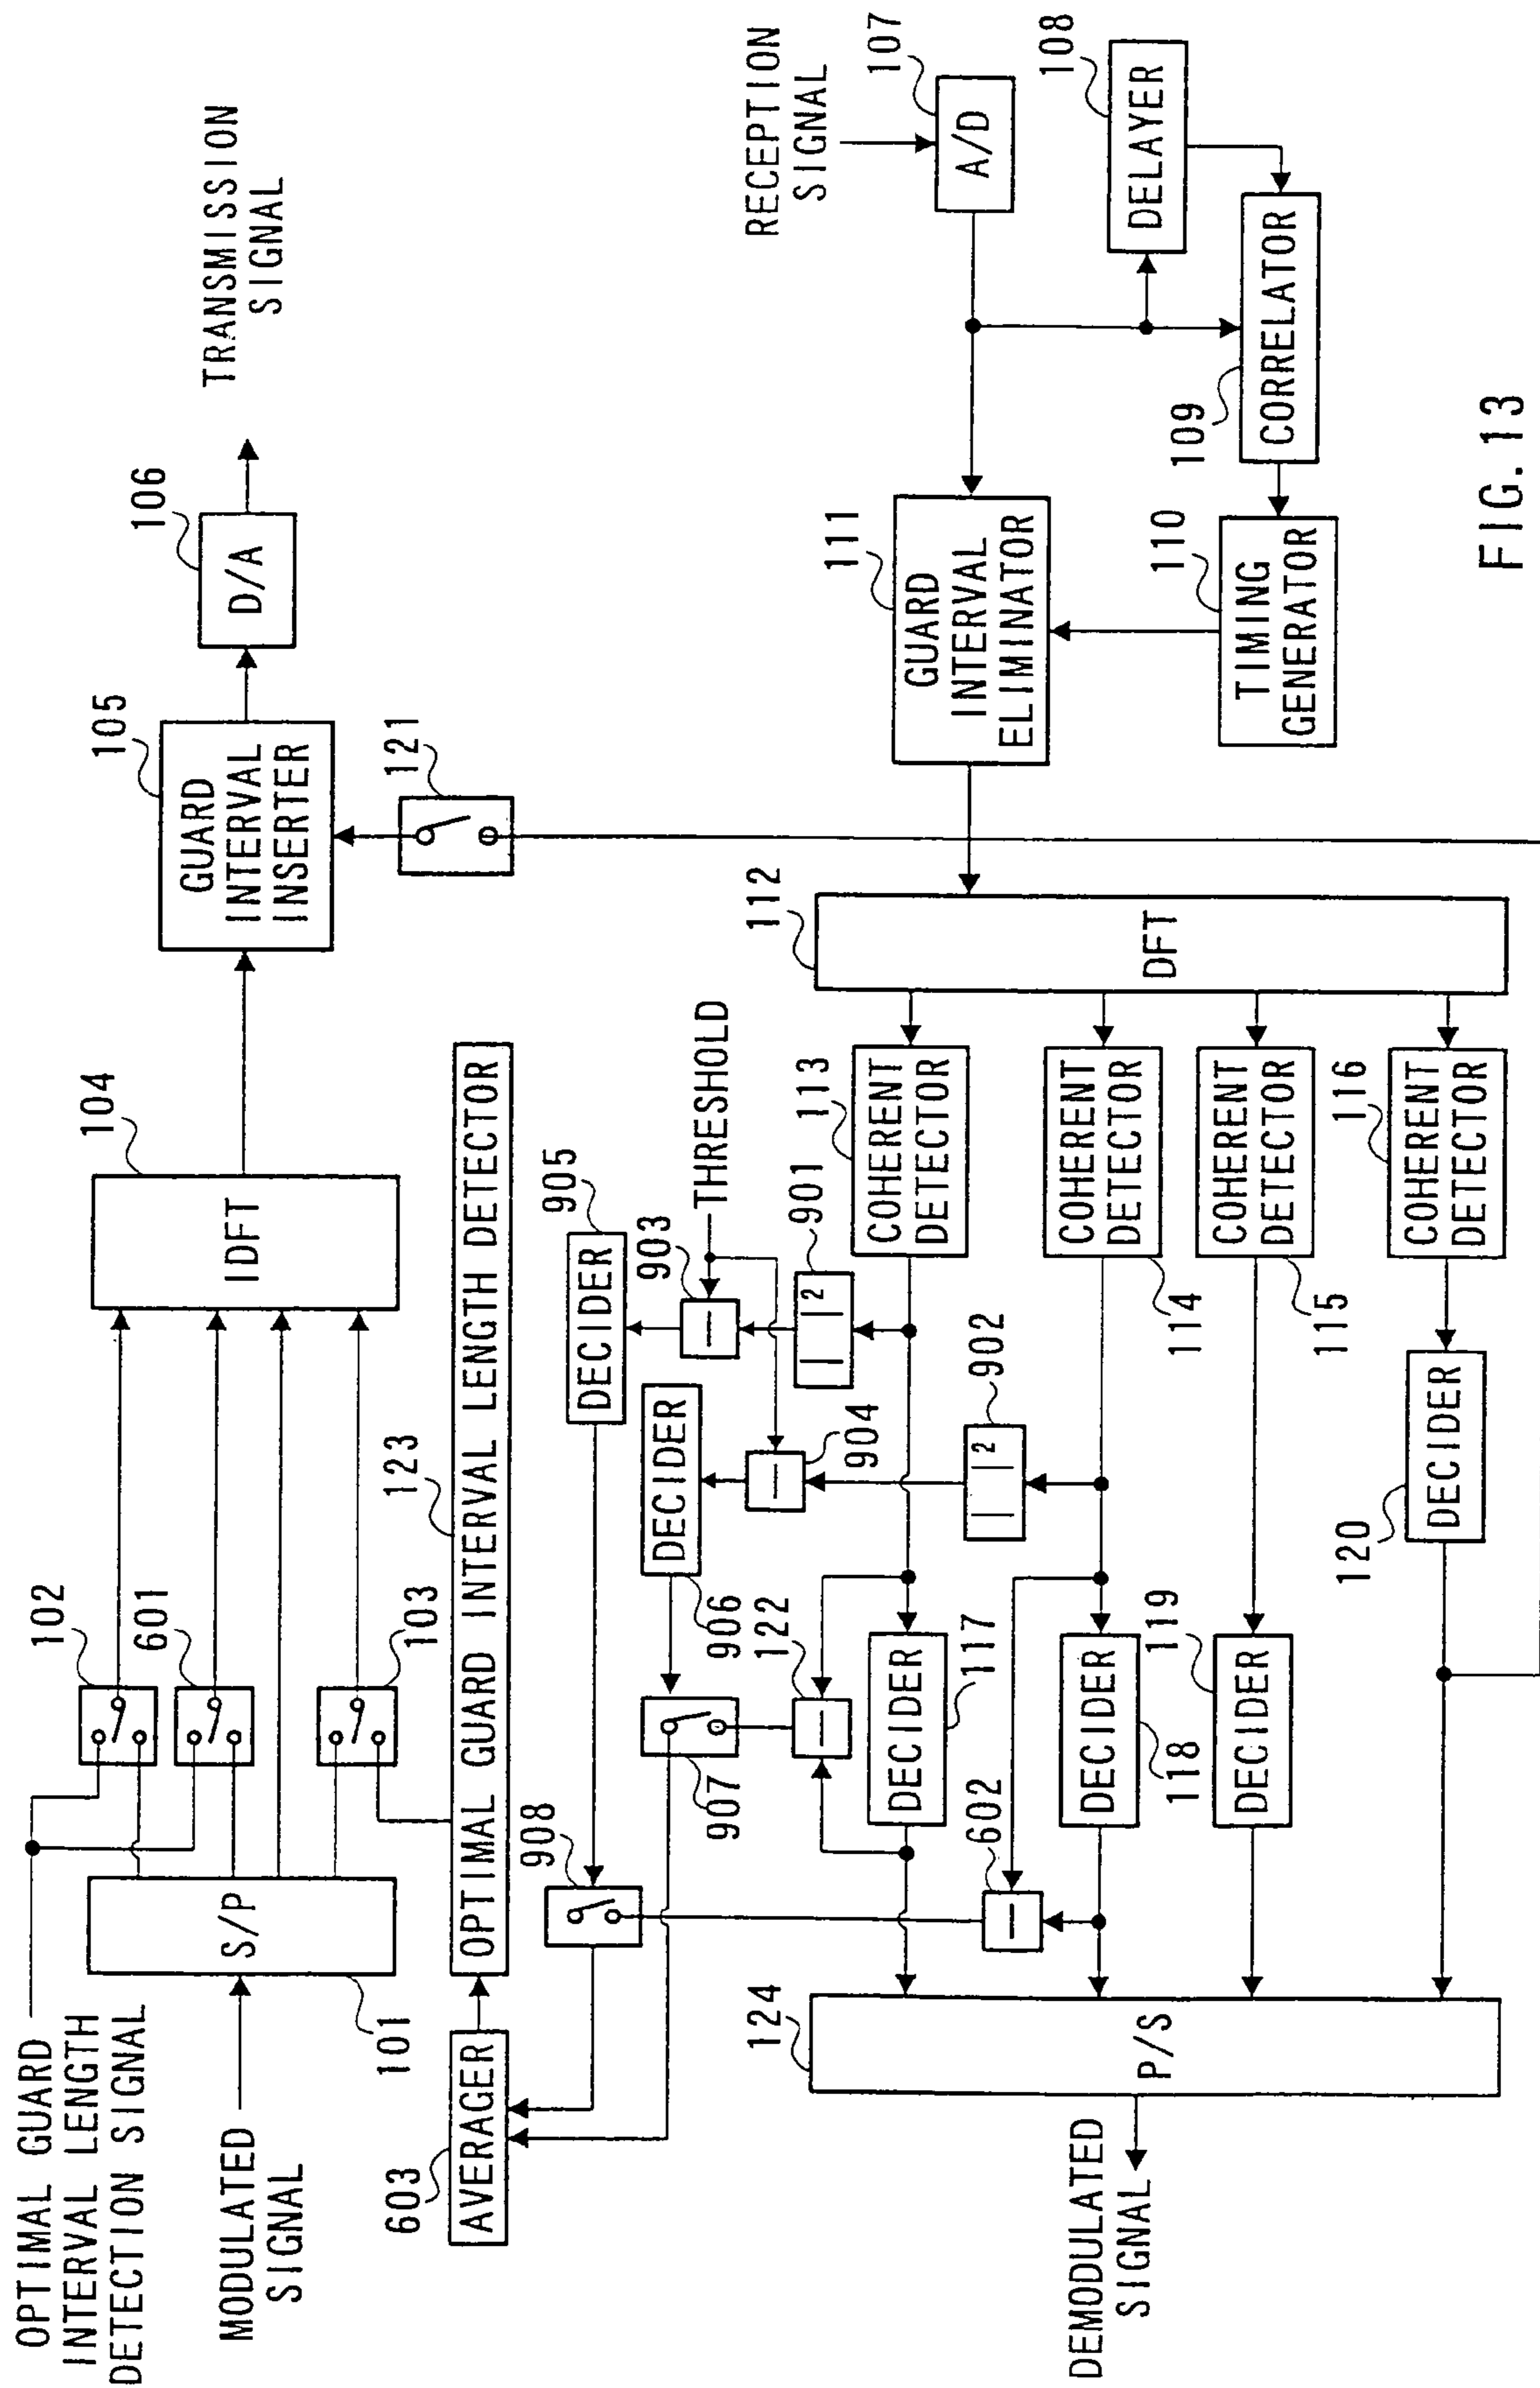 OPTIMAL GUARD
INTERVAL LENGTH
DETECTION SIGNAL
MODULATED
SIGNAL
101
S/P
102
601
103
104
IDFT
105
GUARD
INTERVAL
INSERTER
106
D/A
TRANSMISSION
SIGNAL
121
123
OPTIMAL GUARD INTERVAL LENGTH DETECTOR
603
AVERAGER
908
905
DECIDER
906
DECIDER
907
903
904
THRESHOLD
901
| |²
902
| |²
122
602
RECEPTION
SIGNAL
107
A/D
108
DELAYER
109
CORRELATOR
110
TIMING
GENERATOR
111
GUARD
INTERVAL
ELIMINATOR
112
DFT
113
COHERENT
DETECTOR
114
COHERENT
DETECTOR
115
COHERENT
DETECTOR
116
COHERENT
DETECTOR
117
DECIDER
118
DECIDER
119
DECIDER
120
DECIDER
124
P/S
DEMODULATED
SIGNAL
FIG. 13